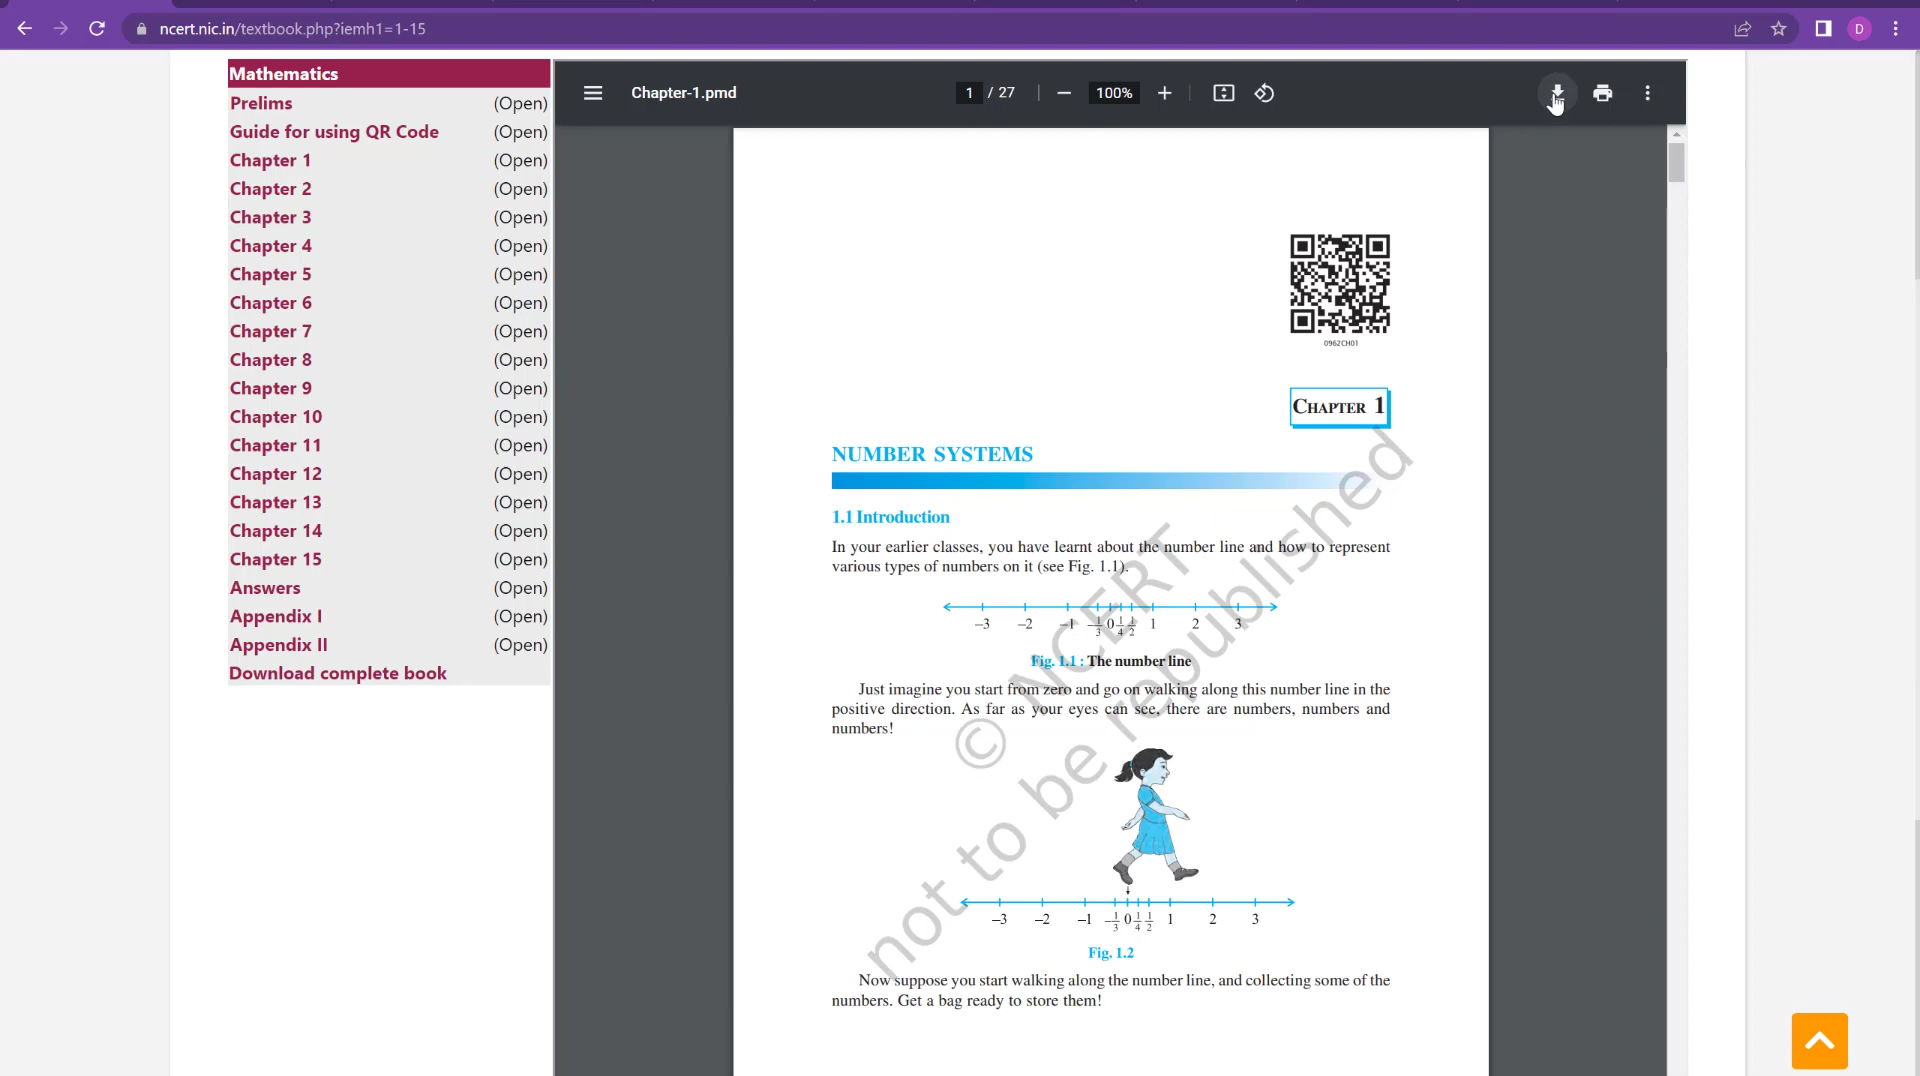 ncert.nic.in/textbook.php?iemh1=1-15
D
Mathematics
Prelims (Open)
Guide for using QR Code (Open)
Chapter 1 (Open)
Chapter 2 (Open)
Chapter 3 (Open)
Chapter 4 (Open)
Chapter 5 (Open)
Chapter 6 (Open)
Chapter 7 (Open)
Chapter 8 (Open)
Chapter 9 (Open)
Chapter 10 (Open)
Chapter 11 (Open)
Chapter 12 (Open)
Chapter 13 (Open)
Chapter 14 (Open)
Chapter 15 (Open)
Answers (Open)
Appendix I (Open)
Appendix II (Open)
Download complete book
Chapter-1.pmd 1 / 27 100%
0962CH01
CHAPTER 1
NUMBER SYSTEMS
1.1 Introduction
In your earlier classes, you have learnt about the number line and how to represent
various types of numbers on it (see Fig. 1.1).
–3 –2 –1 –1/3 0 1/4 1/2 1 2 3
Fig. 1.1 : The number line
Just imagine you start from zero and go on walking along this number line in the
positive direction. As far as your eyes can see, there are numbers, numbers and
numbers!
–3 –2 –1 –1/3 0 1/4 1/2 1 2 3
Fig. 1.2
Now suppose you start walking along the number line, and collecting some of the
numbers. Get a bag ready to store them!
© NCERT
not to be republished